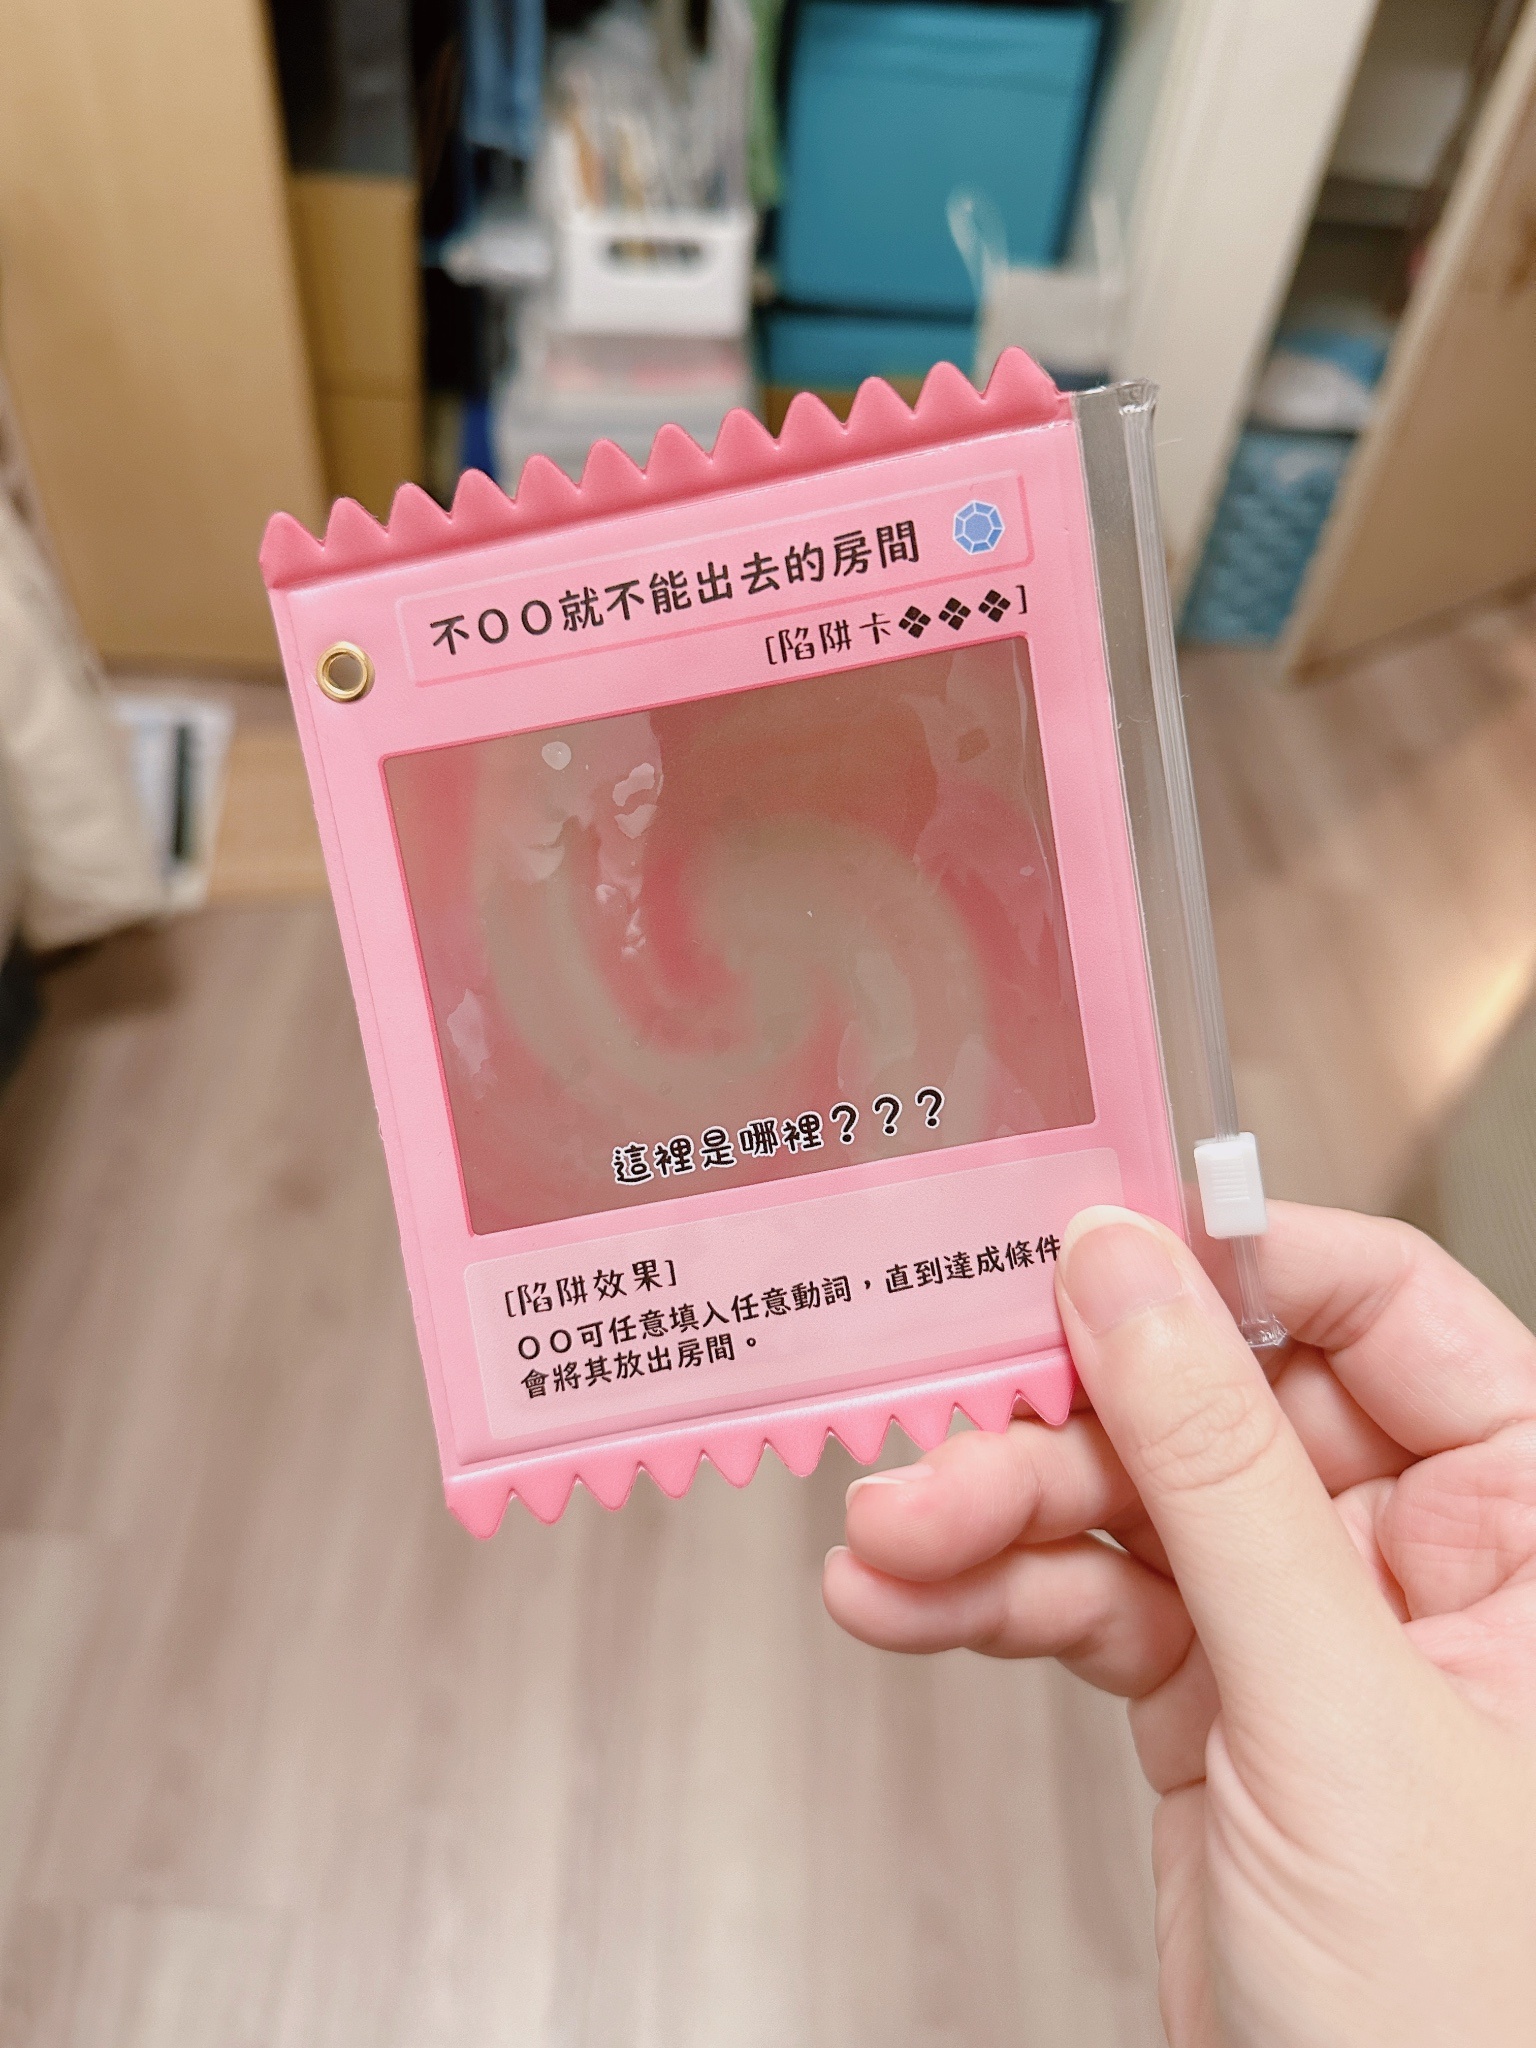 不OO就不能出去的房間
[陷阱卡❖❖❖]
這裡是哪裡？？？
[陷阱效果]
OO可任意填入任意動詞，直到達成條件
會將其放出房間。